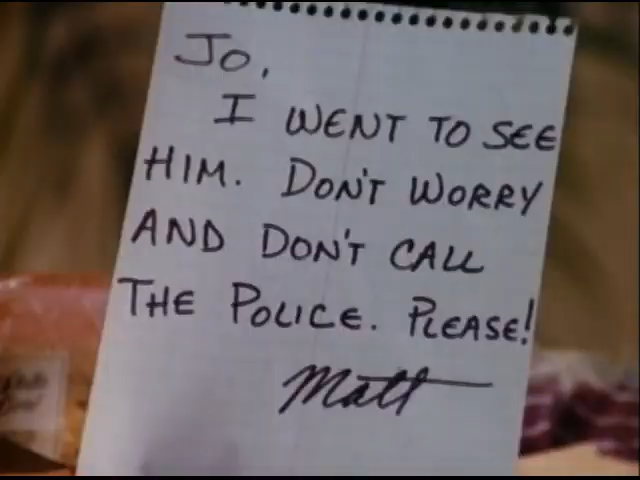 Jo,
I WENT TO SEE
HIM. DON'T WORRY
AND DON'T CALL
THE POLICE. PLEASE!
Matt